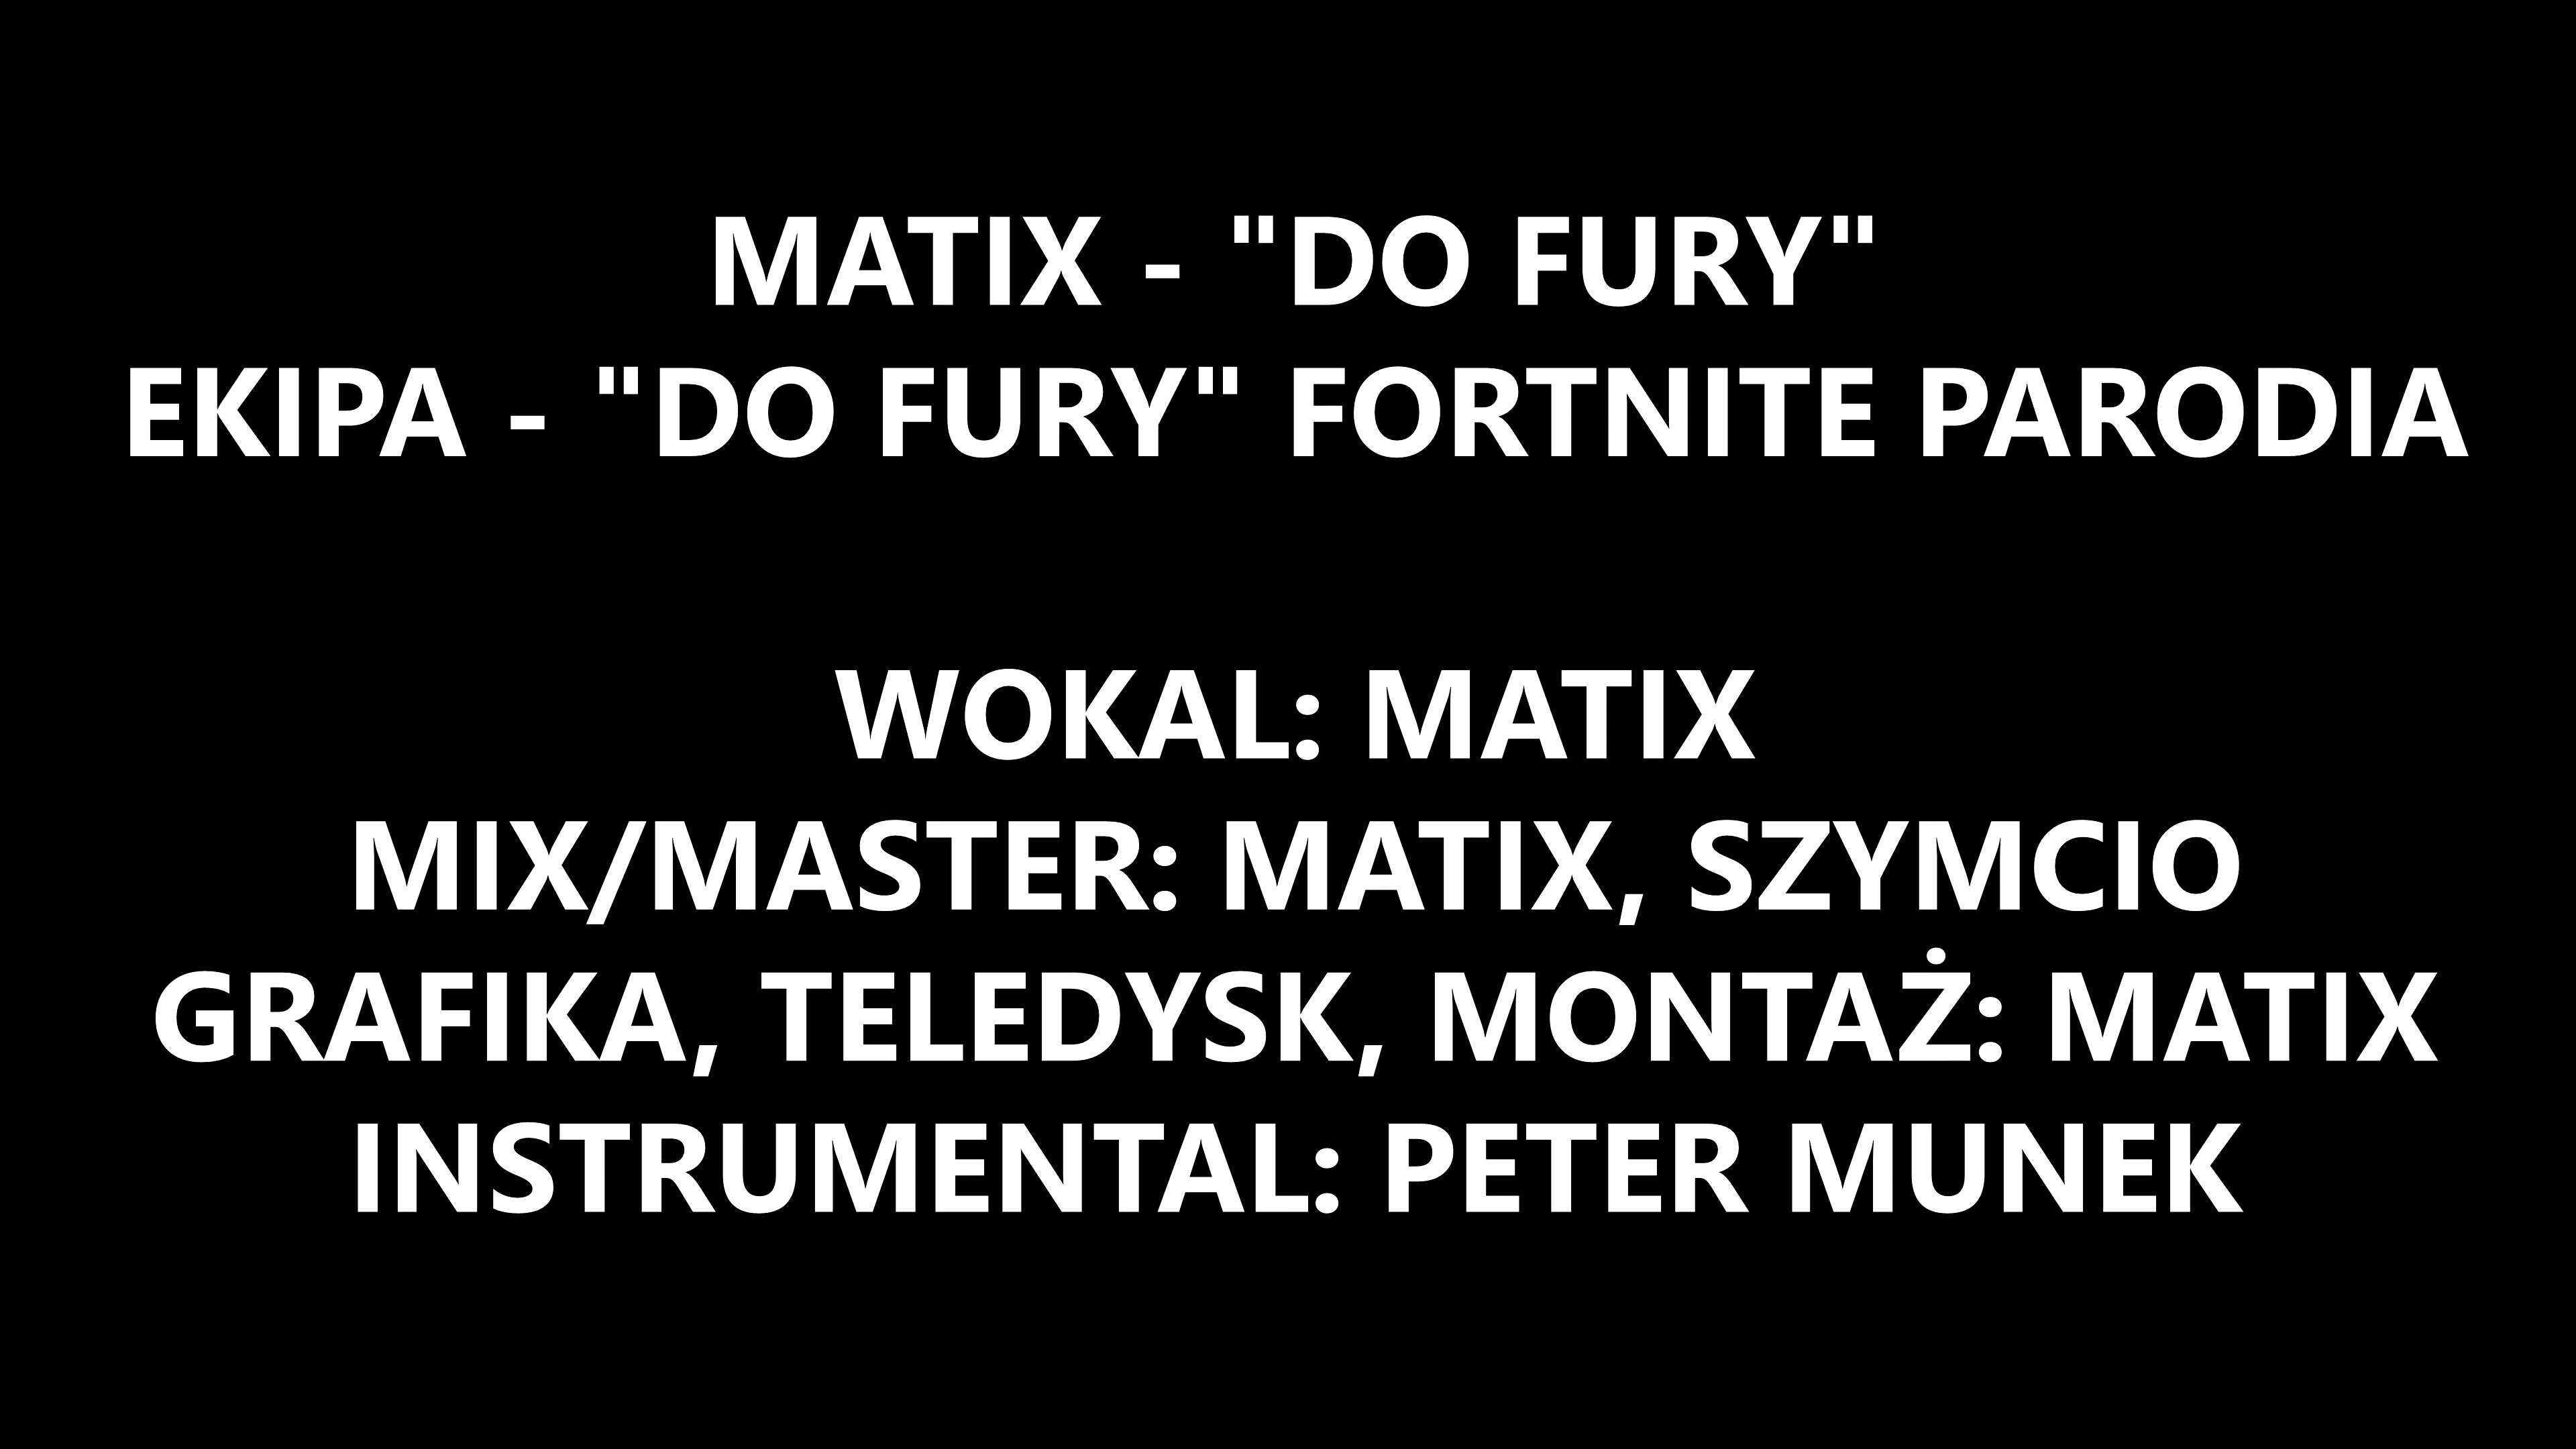 MATIX - "DO FURY"
EKIPA - "DO FURY" FORTNITE PARODIA
WOKAL: MATIX
MIX/MASTER: MATIX, SZYMCIO
GRAFIKA, TELEDYSK, MONTAŻ: MATIX
INSTRUMENTAL: PETER MUNEK